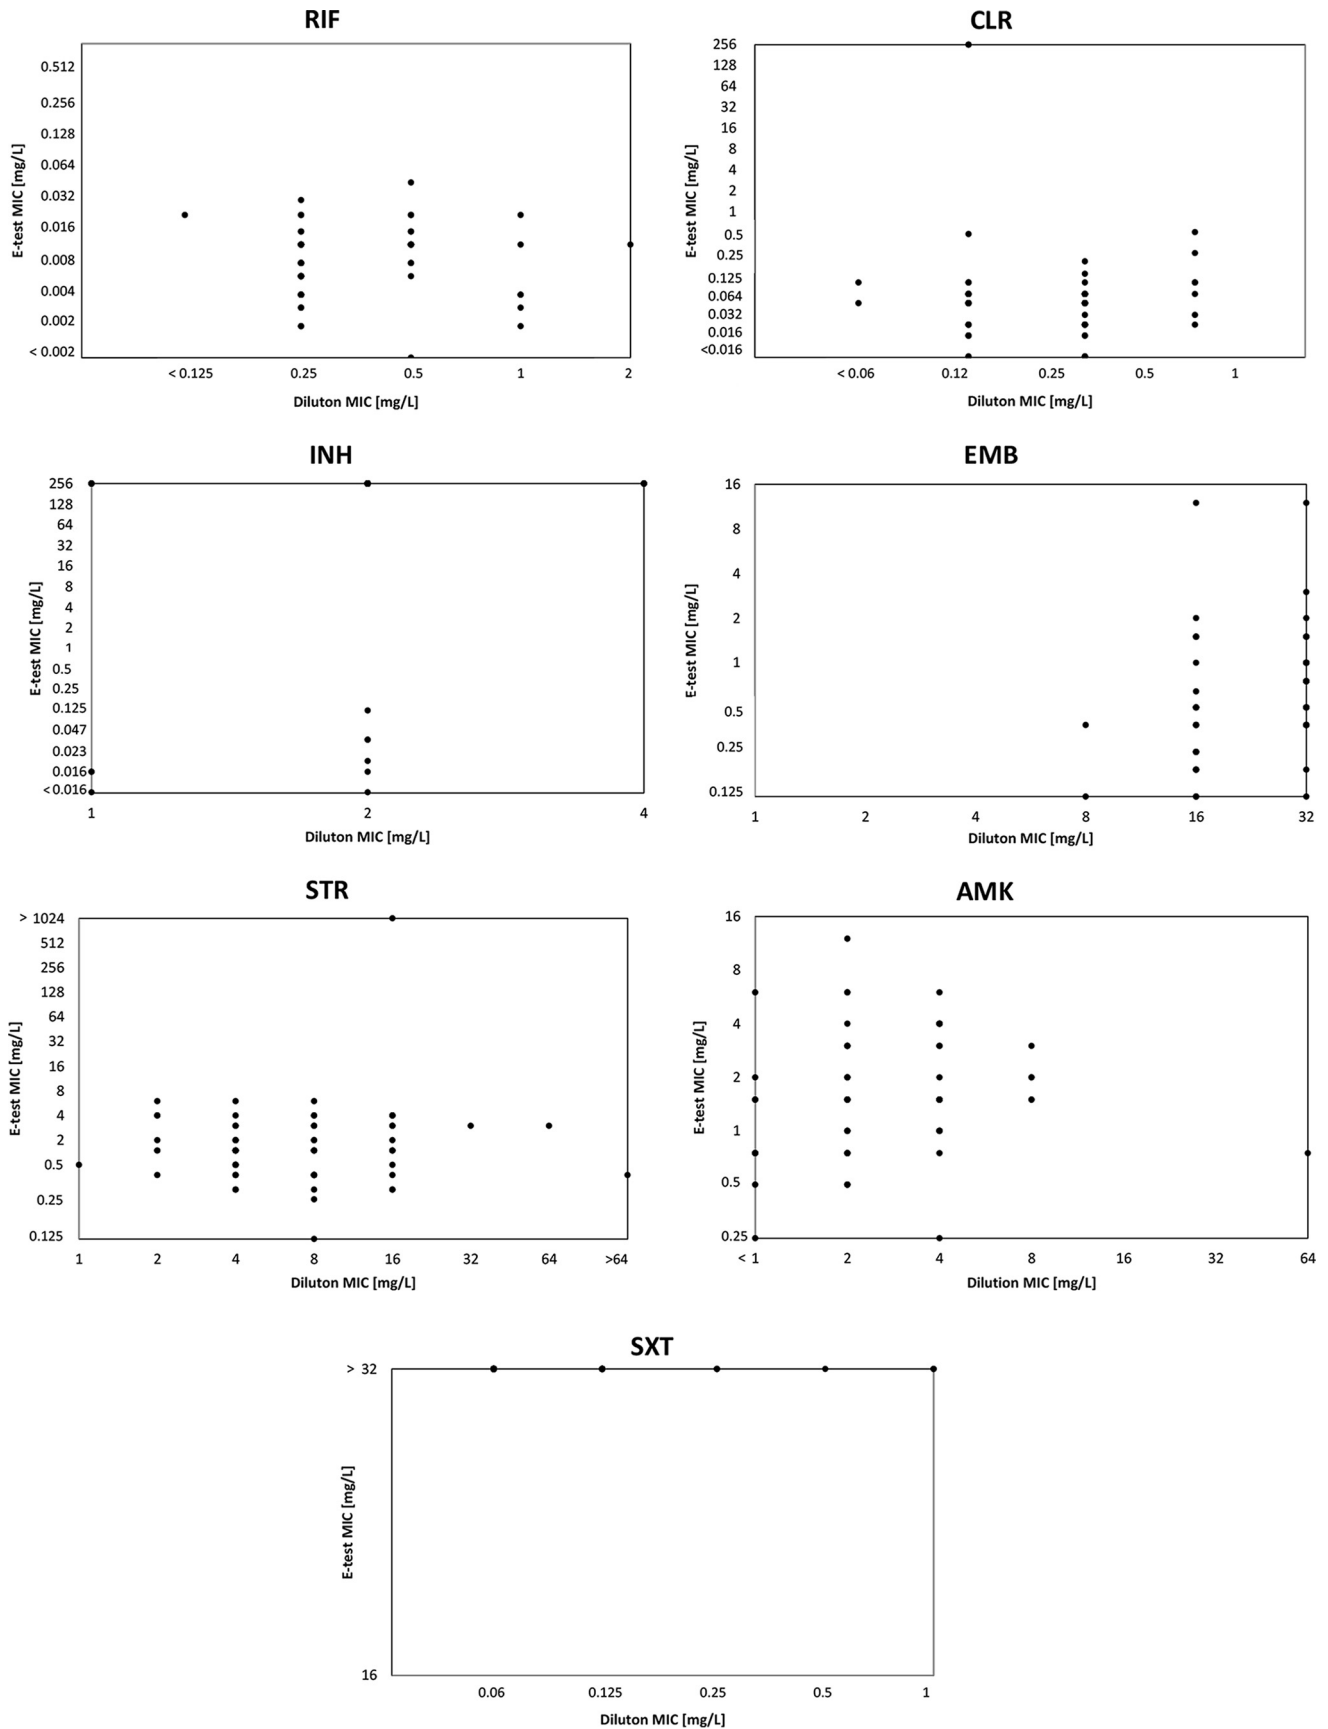 RIF
E-test MIC [mg/L]
0.512
0.256
0.128
0.064
0.032
0.016
0.008
0.004
0.002
< 0.002
< 0.125 0.25 0.5 1 2
Diluton MIC [mg/L]
CLR
E-test MIC [mg/L]
256
128
64
32
16
8
4
2
1
0.5
0.25
0.125
0.064
0.032
0.016
<0.016
< 0.06 0.12 0.25 0.5 1
Diluton MIC [mg/L]
INH
E-test MIC [mg/L]
256
128
64
32
16
8
4
2
1
0.5
0.25
0.125
0.047
0.023
0.016
<0.016
1 2 4
Diluton MIC [mg/L]
EMB
E-test MIC [mg/L]
16
8
4
2
1
0.5
0.25
0.125
1 2 4 8 16 32
Diluton MIC [mg/L]
STR
E-test MIC [mg/L]
> 1024
512
256
128
64
32
16
8
4
2
0.5
0.25
0.125
1 2 4 8 16 32 64 >64
Diluton MIC [mg/L]
AMK
E-test MIC [mg/L]
16
8
4
2
1
0.5
0.25
< 1 2 4 8 16 32 64
Dilution MIC [mg/L]
SXT
E-test MIC [mg/L]
> 32
16
0.06 0.125 0.25 0.5 1
Diluton MIC [mg/L]